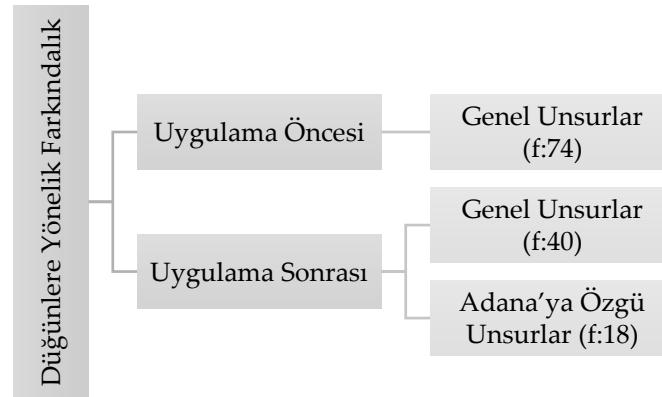 Düğünlere Yönelik Farkındalık
Uygulama Öncesi
Genel Unsurlar
(f:74)
Uygulama Sonrası
Genel Unsurlar
(f:40)
Adana'ya Özgü
Unsurlar (f:18)